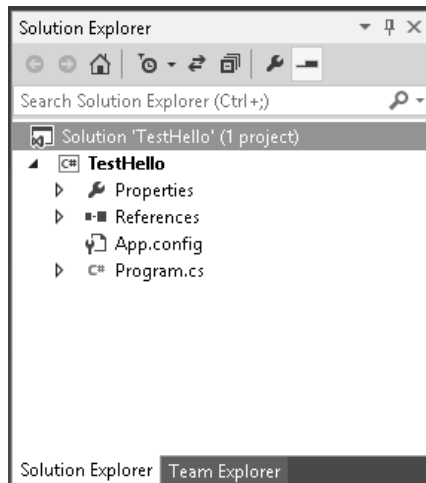 Solution Explorer
Search Solution Explorer (Ctrl+;)
Solution 'TestHello' (1 project)
C# TestHello
Properties
References
App.config
C# Program.cs
Solution Explorer Team Explorer